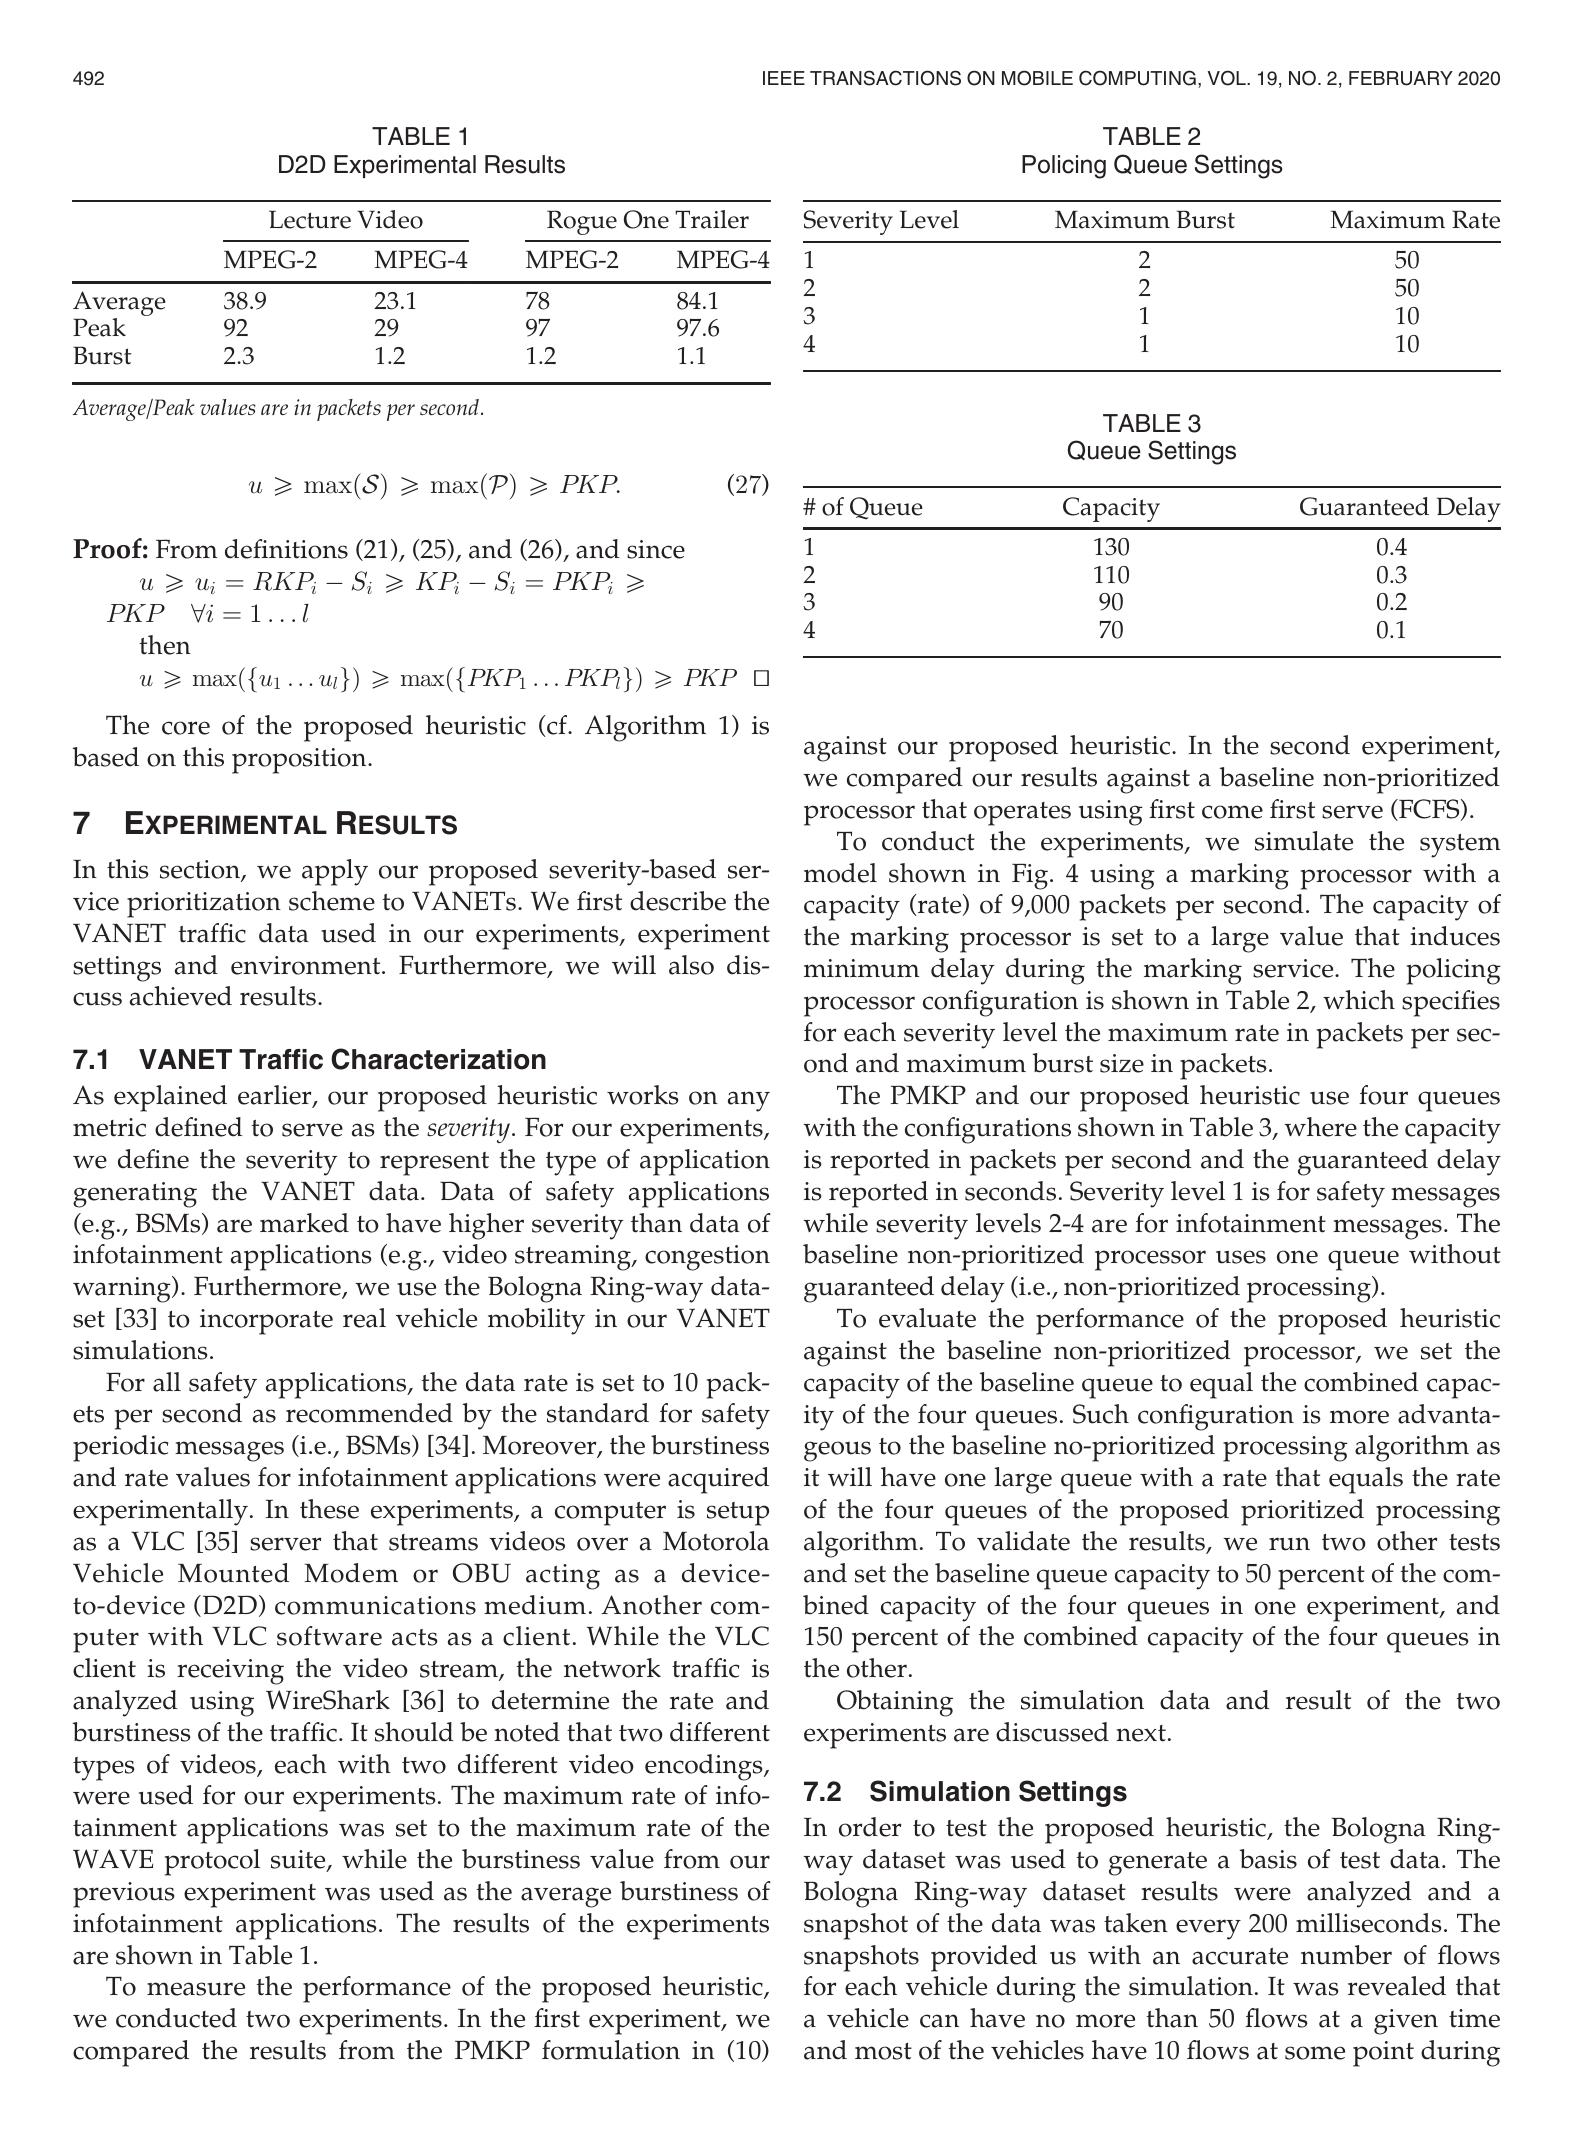 492
IEEE TRANSACTIONS ON MOBILE COMPUTING, VOL. 19, NO. 2, FEBRUARY 2020
TABLE 1
D2D Experimental Results
Lecture Video Rogue One Trailer
MPEG-2 MPEG-4 MPEG-2 MPEG-4
Average 38.9 23.1 78 84.1
Peak 92 29 97 97.6
Burst 2.3 1.2 1.2 1.1
Average/Peak values are in packets per second.
u ⩾ max(𝒮) ⩾ max(𝒫) ⩾ PKP. (27)
Proof: From definitions (21), (25), and (26), and since
u ⩾ u_i = RKP_i − S_i ⩾ KP_i − S_i = PKP_i ⩾
PKP ∀i = 1 . . . l
then
u ⩾ max({u_1 . . . u_l}) ⩾ max({PKP_1 . . . PKP_l}) ⩾ PKP □
The core of the proposed heuristic (cf. Algorithm 1) is
based on this proposition.
7 EXPERIMENTAL RESULTS
In this section, we apply our proposed severity-based ser-
vice prioritization scheme to VANETs. We first describe the
VANET traffic data used in our experiments, experiment
settings and environment. Furthermore, we will also dis-
cuss achieved results.
7.1 VANET Traffic Characterization
As explained earlier, our proposed heuristic works on any
metric defined to serve as the severity. For our experiments,
we define the severity to represent the type of application
generating the VANET data. Data of safety applications
(e.g., BSMs) are marked to have higher severity than data of
infotainment applications (e.g., video streaming, congestion
warning). Furthermore, we use the Bologna Ring-way data-
set [33] to incorporate real vehicle mobility in our VANET
simulations.
For all safety applications, the data rate is set to 10 pack-
ets per second as recommended by the standard for safety
periodic messages (i.e., BSMs) [34]. Moreover, the burstiness
and rate values for infotainment applications were acquired
experimentally. In these experiments, a computer is setup
as a VLC [35] server that streams videos over a Motorola
Vehicle Mounted Modem or OBU acting as a device-
to-device (D2D) communications medium. Another com-
puter with VLC software acts as a client. While the VLC
client is receiving the video stream, the network traffic is
analyzed using WireShark [36] to determine the rate and
burstiness of the traffic. It should be noted that two different
types of videos, each with two different video encodings,
were used for our experiments. The maximum rate of info-
tainment applications was set to the maximum rate of the
WAVE protocol suite, while the burstiness value from our
previous experiment was used as the average burstiness of
infotainment applications. The results of the experiments
are shown in Table 1.
To measure the performance of the proposed heuristic,
we conducted two experiments. In the first experiment, we
compared the results from the PMKP formulation in (10)
TABLE 2
Policing Queue Settings
Severity Level Maximum Burst Maximum Rate
1 2 50
2 2 50
3 1 10
4 1 10
TABLE 3
Queue Settings
# of Queue Capacity Guaranteed Delay
1 130 0.4
2 110 0.3
3 90 0.2
4 70 0.1
against our proposed heuristic. In the second experiment,
we compared our results against a baseline non-prioritized
processor that operates using first come first serve (FCFS).
To conduct the experiments, we simulate the system
model shown in Fig. 4 using a marking processor with a
capacity (rate) of 9,000 packets per second. The capacity of
the marking processor is set to a large value that induces
minimum delay during the marking service. The policing
processor configuration is shown in Table 2, which specifies
for each severity level the maximum rate in packets per sec-
ond and maximum burst size in packets.
The PMKP and our proposed heuristic use four queues
with the configurations shown in Table 3, where the capacity
is reported in packets per second and the guaranteed delay
is reported in seconds. Severity level 1 is for safety messages
while severity levels 2-4 are for infotainment messages. The
baseline non-prioritized processor uses one queue without
guaranteed delay (i.e., non-prioritized processing).
To evaluate the performance of the proposed heuristic
against the baseline non-prioritized processor, we set the
capacity of the baseline queue to equal the combined capac-
ity of the four queues. Such configuration is more advanta-
geous to the baseline no-prioritized processing algorithm as
it will have one large queue with a rate that equals the rate
of the four queues of the proposed prioritized processing
algorithm. To validate the results, we run two other tests
and set the baseline queue capacity to 50 percent of the com-
bined capacity of the four queues in one experiment, and
150 percent of the combined capacity of the four queues in
the other.
Obtaining the simulation data and result of the two
experiments are discussed next.
7.2 Simulation Settings
In order to test the proposed heuristic, the Bologna Ring-
way dataset was used to generate a basis of test data. The
Bologna Ring-way dataset results were analyzed and a
snapshot of the data was taken every 200 milliseconds. The
snapshots provided us with an accurate number of flows
for each vehicle during the simulation. It was revealed that
a vehicle can have no more than 50 flows at a given time
and most of the vehicles have 10 flows at some point during